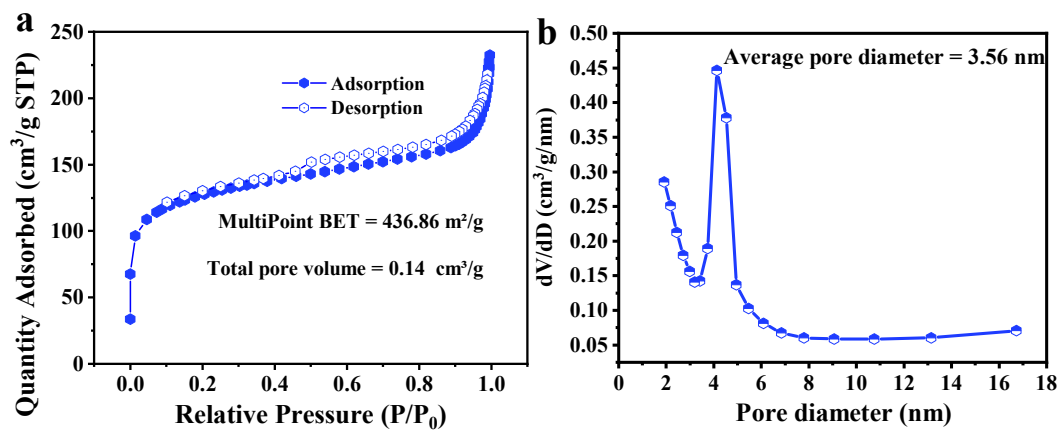 a
250
200
150
100
50
0
Quantity Adsorbed (cm³/g STP)
Adsorption
Desorption
MultiPoint BET = 436.86 m²/g
Total pore volume = 0.14 cm³/g
0.0 0.2 0.4 0.6 0.8 1.0
Relative Pressure (P/P₀)
b
0.50
0.45
0.40
0.35
0.30
0.25
0.20
0.15
0.10
0.05
dV/dD (cm³/g/nm)
Average pore diameter = 3.56 nm
0 2 4 6 8 10 12 14 16 18
Pore diameter (nm)